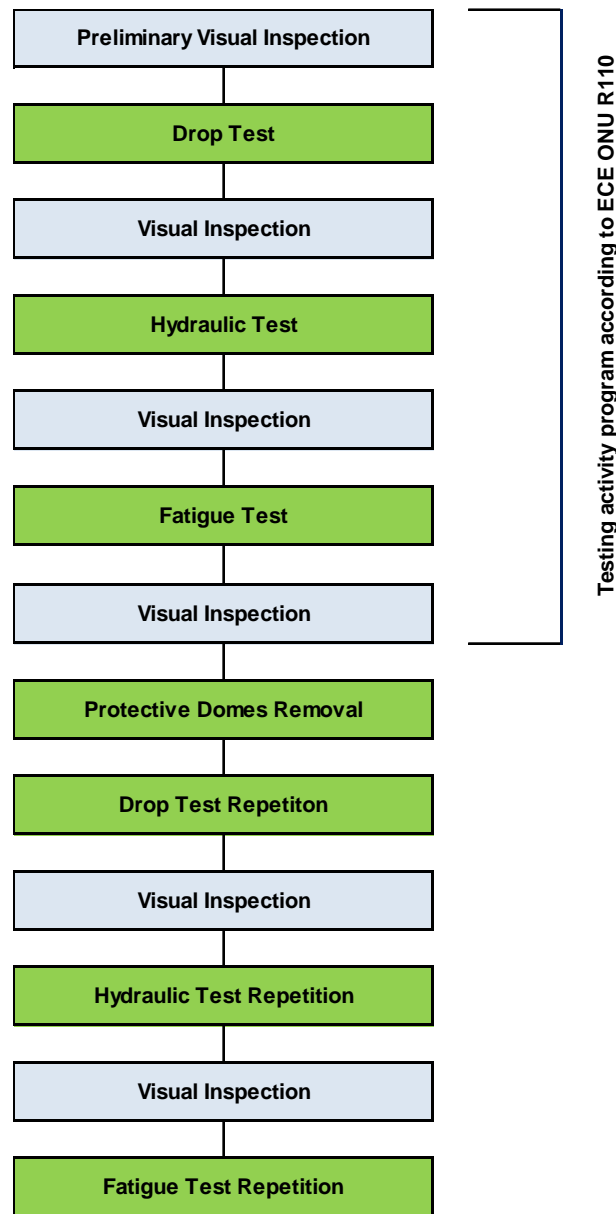 Preliminary Visual Inspection
Drop Test
Visual Inspection
Hydraulic Test
Visual Inspection
Fatigue Test
Visual Inspection
Protective Domes Removal
Drop Test Repetiton
Visual Inspection
Hydraulic Test Repetition
Visual Inspection
Fatigue Test Repetition
Testing activity program according to ECE ONU R110